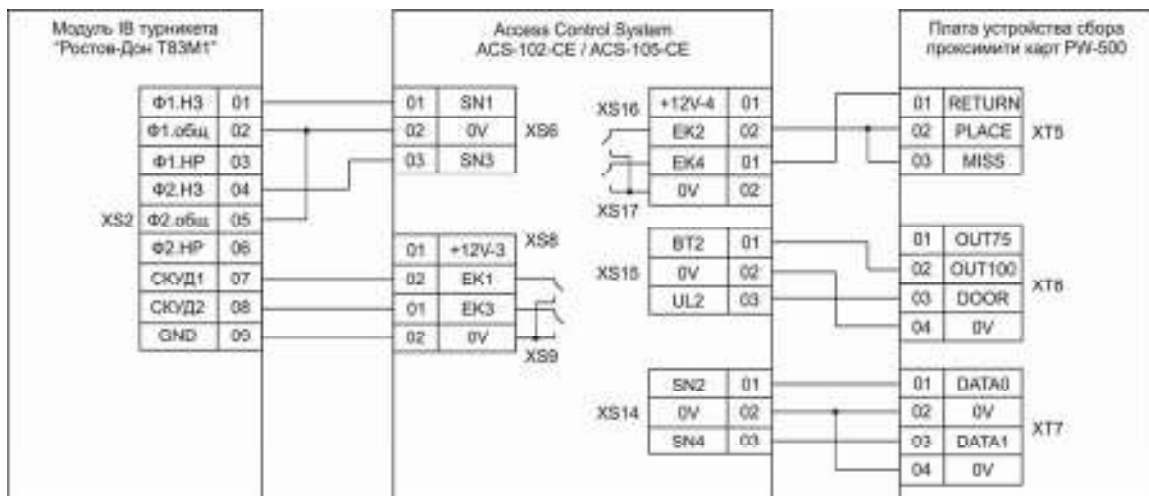 Модуль IB турникета
"Ростов-Дон Т83М1"
Ф1.НЗ 01
Ф1.общ 02
Ф1.НР 03
Ф2.НЗ 04
XS2 Ф2.общ 05
Ф2.НР 06
СКУД1 07
СКУД2 08
GND 09
Access Control System
ACS-102-CE / ACS-105-CE
01 SN1
02 0V XS6
03 SN3
XS8
01 +12V-3
02 EK1
01 EK3
02 0V
XS9
XS16 +12V-4 01
EK2 02
EK4 01
0V 02
XS17
BT2 01
XS15 0V 02
UL2 03
SN2 01
XS14 0V 02
SN4 03
Плата устройства сбора
проксимити карт PW-500
01 RETURN
02 PLACE XT5
03 MISS
01 OUT75
02 OUT100
XT6
03 DOOR
04 0V
01 DATA0
02 0V
XT7
03 DATA1
04 0V